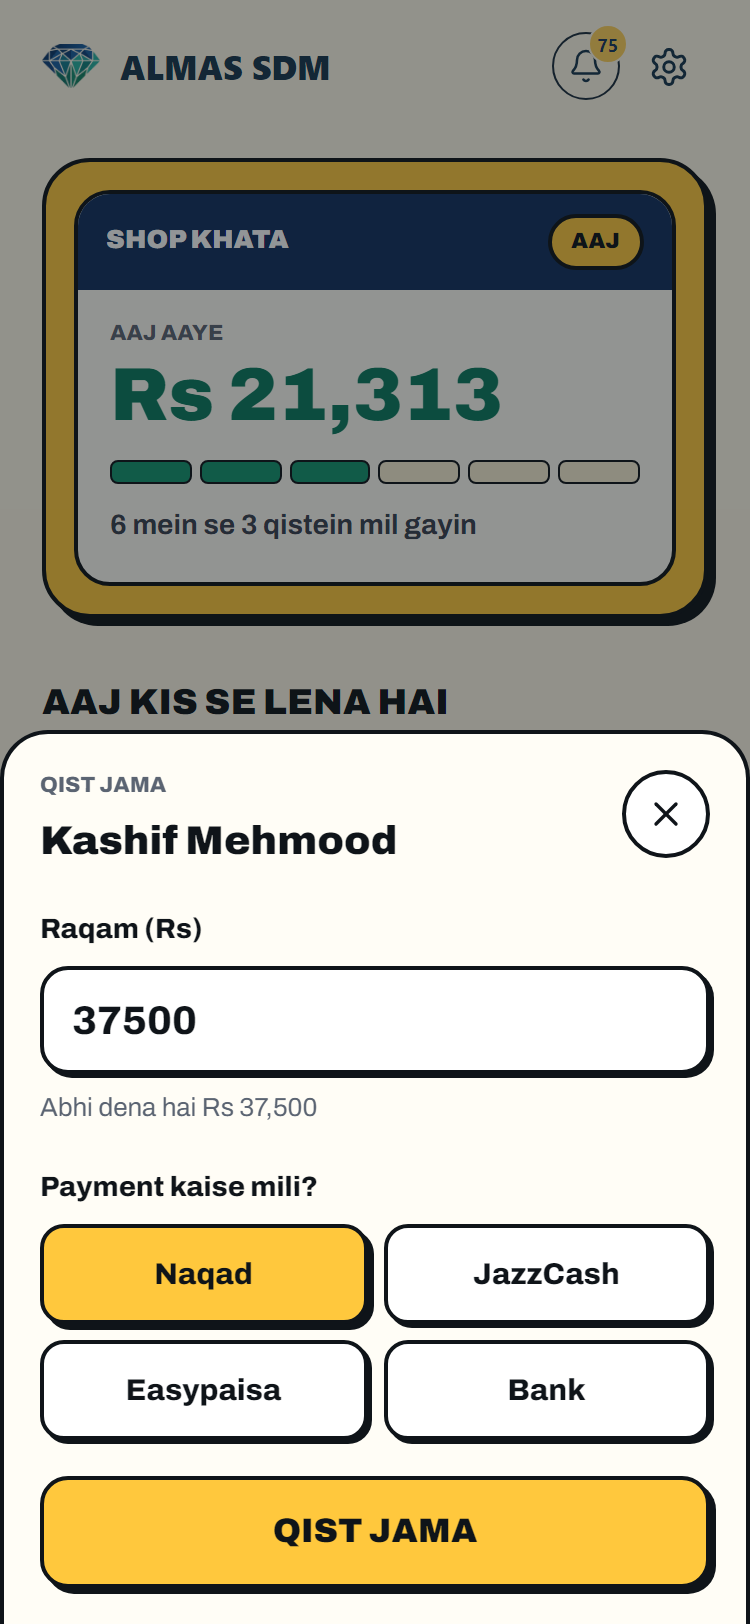 ALMAS SDM
75
SHOP KHATA
AAJ
AAJ AAYE
Rs 21,313
6 mein se 3 qistein mil gayin
AAJ KIS SE LENA HAI
QIST JAMA
Kashif Mehmood
Raqam (Rs)
37500
Abhi dena hai Rs 37,500
Payment kaise mili?
Naqad
JazzCash
Easypaisa
Bank
QIST JAMA